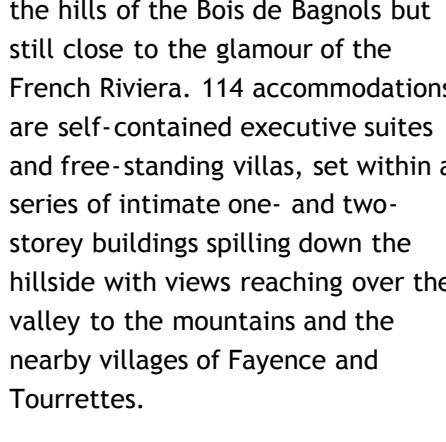 the hills of the Bois de Bagnols but
still close to the glamour of the
French Riviera. 114 accommodations
are self-contained executive suites
and free-standing villas, set within a
series of intimate one- and two-
storey buildings spilling down the
hillside with views reaching over the
valley to the mountains and the
nearby villages of Fayence and
Tourrettes.